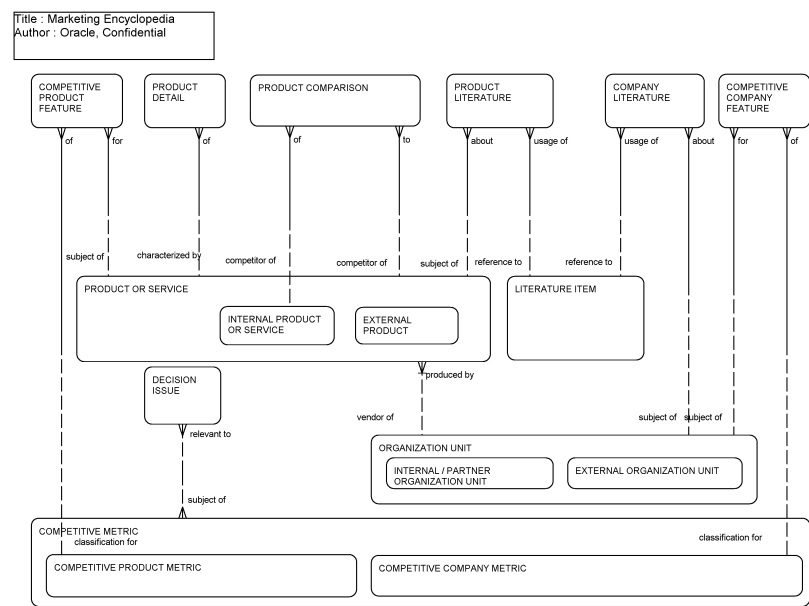 Title : Marketing Encyclopedia
Author : Oracle, Confidential
COMPETITIVE
PRODUCT
FEATURE
PRODUCT
DETAIL
PRODUCT COMPARISON
PRODUCT
LITERATURE
COMPANY
LITERATURE
COMPETITIVE
COMPANY
FEATURE
of
for
of
of
to
about
usage of
usage of
about
for
of
subject of
characterized by
competitor of
competitor of
subject of
reference to
reference to
PRODUCT OR SERVICE
INTERNAL PRODUCT
OR SERVICE
EXTERNAL
PRODUCT
LITERATURE ITEM
DECISION
ISSUE
produced by
vendor of
subject of
subject of
relevant to
ORGANIZATION UNIT
INTERNAL / PARTNER
ORGANIZATION UNIT
EXTERNAL ORGANIZATION UNIT
subject of
COMPETITIVE METRIC
classification for
classification for
COMPETITIVE PRODUCT METRIC
COMPETITIVE COMPANY METRIC